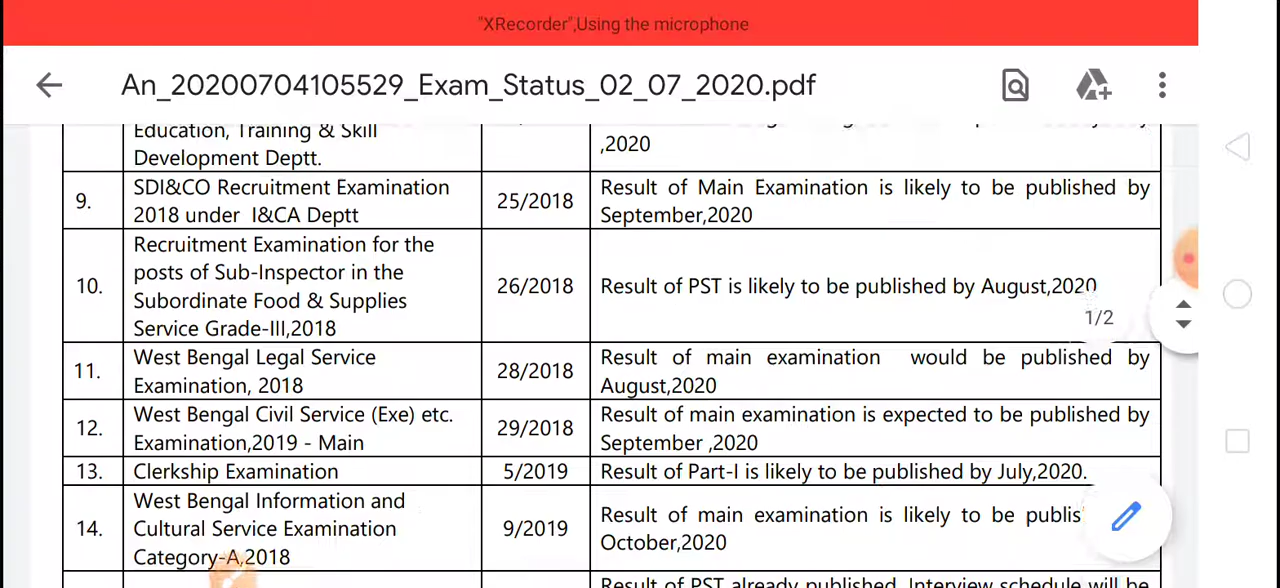 "XRecorder",Using the microphone
An_20200704105529_Exam_Status_02_07_2020.pdf
Education, Training & Skill
Development Deptt.
,2020
9.
SDI&CO Recruitment Examination
2018 under I&CA Deptt
25/2018
Result of Main Examination is likely to be published by
September,2020
10.
Recruitment Examination for the
posts of Sub-Inspector in the
Subordinate Food & Supplies
Service Grade-III,2018
26/2018
Result of PST is likely to be published by August,2020
1/2
11.
West Bengal Legal Service
Examination, 2018
28/2018
Result of main examination would be published by
August,2020
12.
West Bengal Civil Service (Exe) etc.
Examination,2019 - Main
29/2018
Result of main examination is expected to be published by
September ,2020
13.
Clerkship Examination
5/2019
Result of Part-I is likely to be published by July,2020.
14.
West Bengal Information and
Cultural Service Examination
Category-A,2018
9/2019
Result of main examination is likely to be publis
October,2020
Result of PST already published. Interview schedule will be